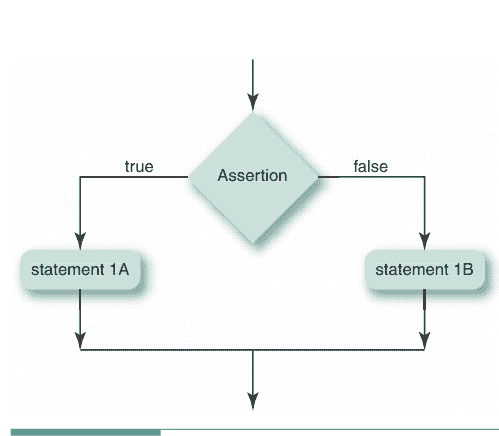 true
false
Assertion
statement 1A
statement 1B